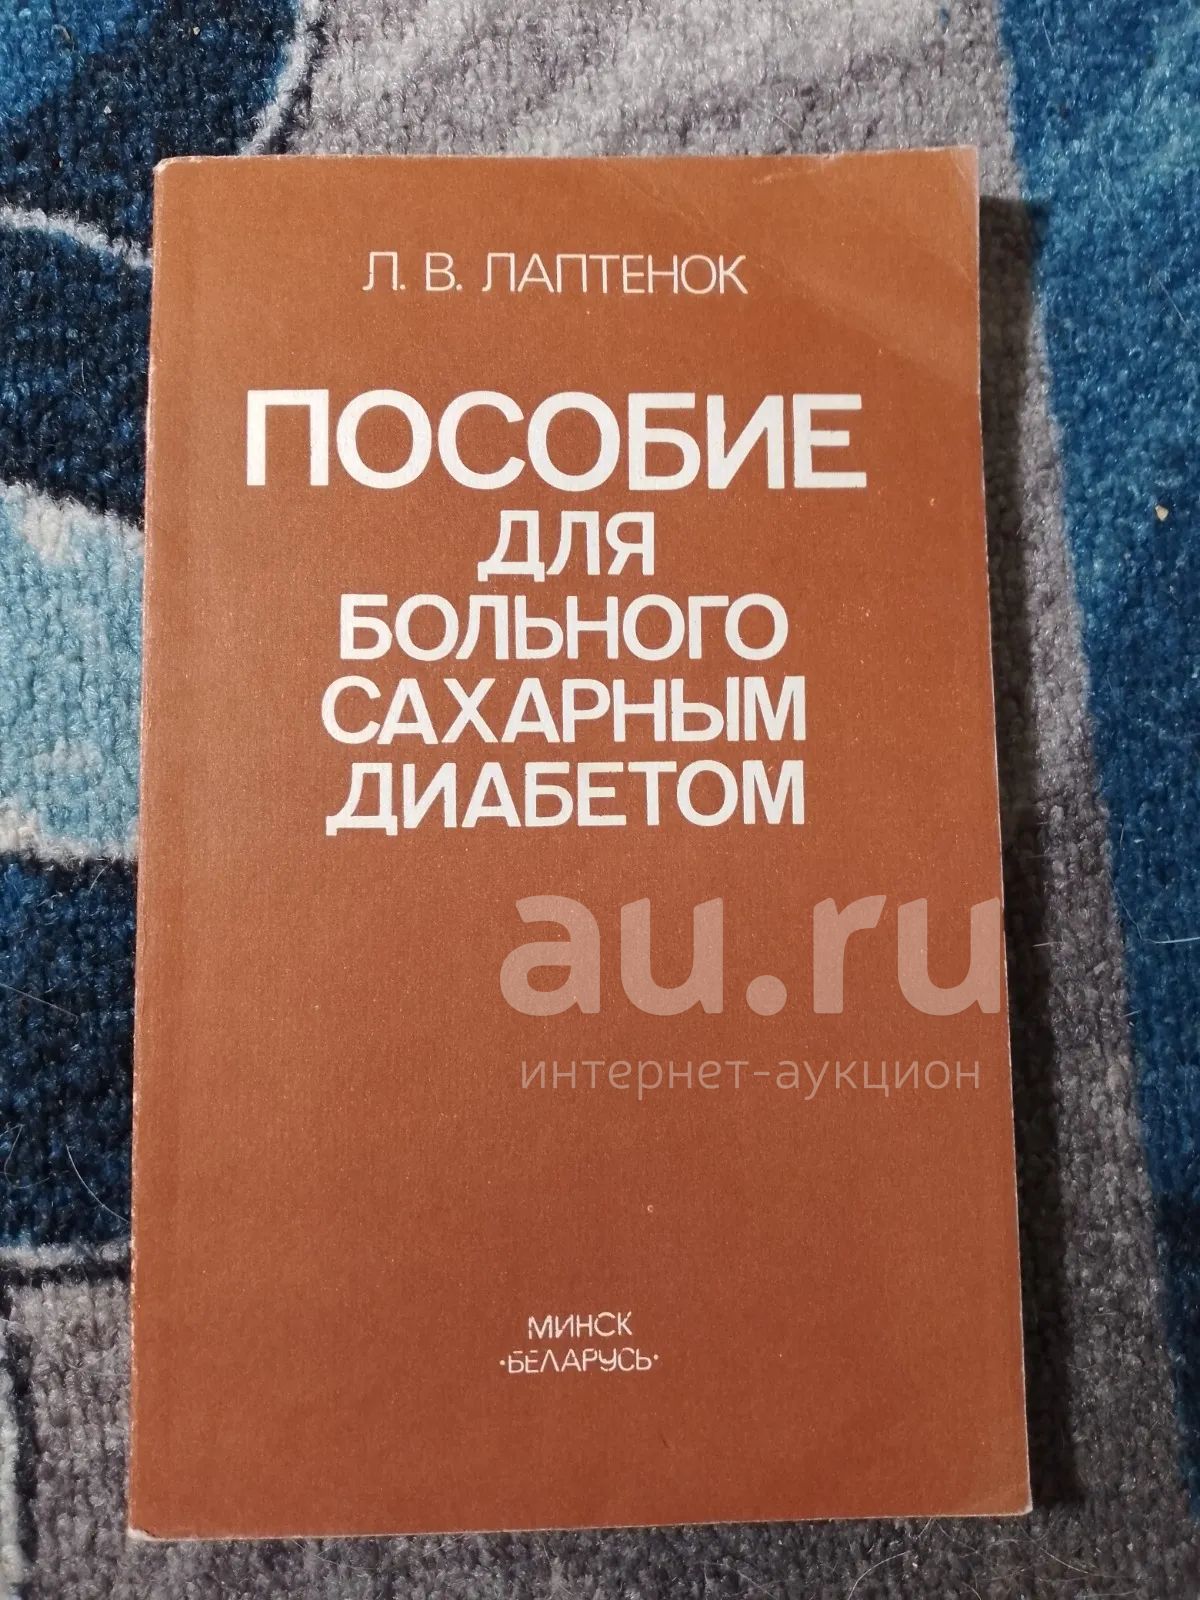 Л. В. ЛАПТЕНОК
ПОСОБИЕ
ДЛЯ
БОЛЬНОГО
САХАРНЫМ
ДИАБЕТОМ
au.ru
интернет-аукцион
МИНСК
·БЕЛАРУСЬ·